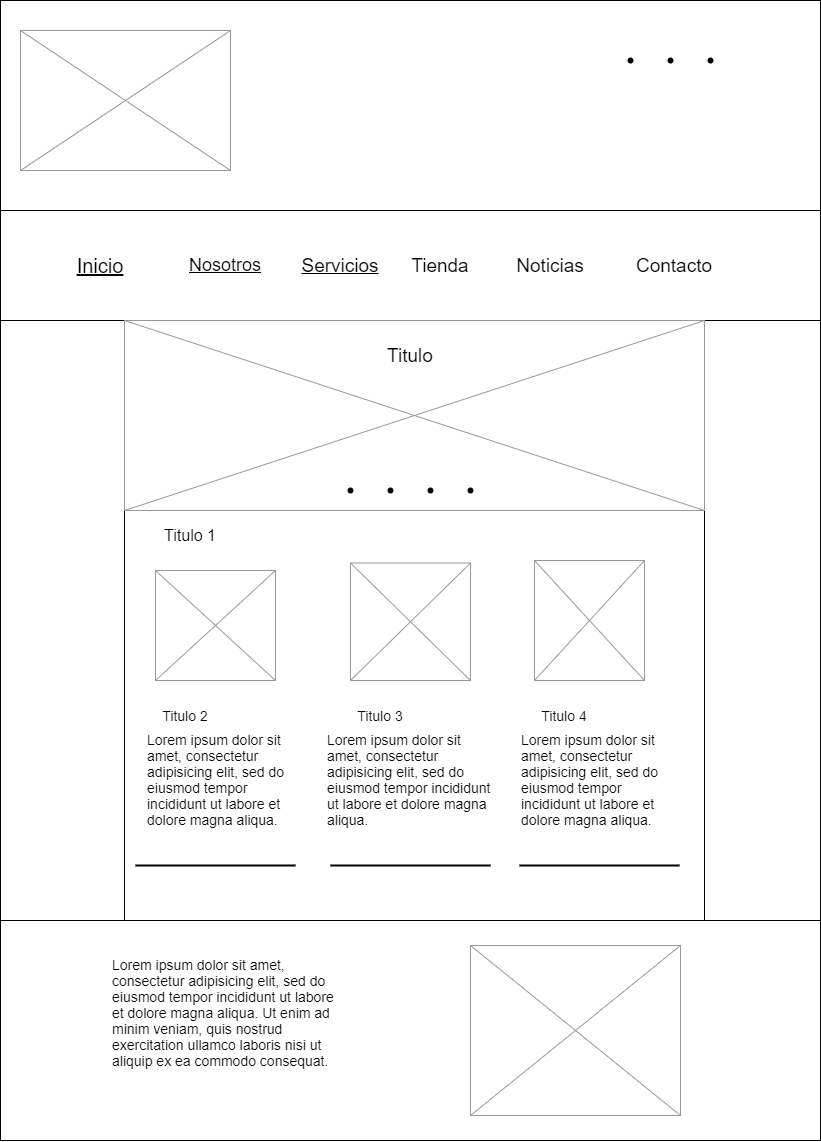 Inicio
Nosotros
Servicios
Tienda
Noticias
Contacto
Titulo
Titulo 1
Titulo 2
Lorem ipsum dolor sit
amet, consectetur
adipisicing elit, sed do
eiusmod tempor
incididunt ut labore et
dolore magna aliqua.
Titulo 3
Lorem ipsum dolor sit
amet, consectetur
adipisicing elit, sed do
eiusmod tempor incididunt
ut labore et dolore magna
aliqua.
Titulo 4
Lorem ipsum dolor sit
amet, consectetur
adipisicing elit, sed do
eiusmod tempor
incididunt ut labore et
dolore magna aliqua.
Lorem ipsum dolor sit amet,
consectetur adipisicing elit, sed do
eiusmod tempor incididunt ut labore
et dolore magna aliqua. Ut enim ad
minim veniam, quis nostrud
exercitation ullamco laboris nisi ut
aliquip ex ea commodo consequat.